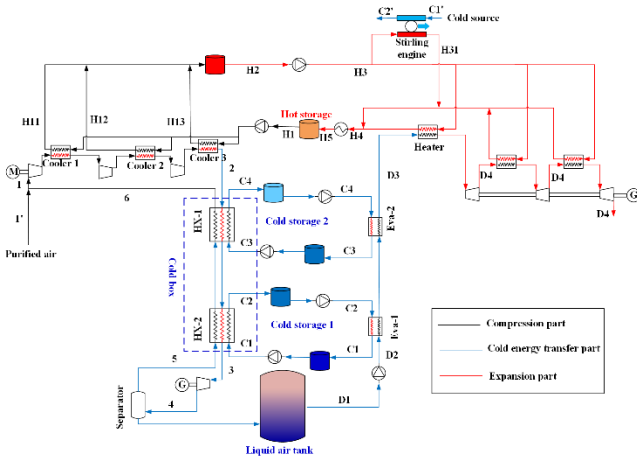 C2' C1'
Cold source
Stirling
engine
H31
H2 H3
H11 H12 H13
Hot storage
H1 H5 H4
Heater
M
Cooler 1 Cooler 2 Cooler 3
1 2
D4 D4
G
D4
6
1'
Purified air
C4 C4
D3
HX-1
Cold storage 2
Eva-2
C3 C3
Cold box
C2 C2
HX-2
Cold storage 1
Eva-1
C1 C1
D2
5 3
G
4
Separator
D1
Liquid air tank
Compression part
Cold energy transfer part
Expansion part